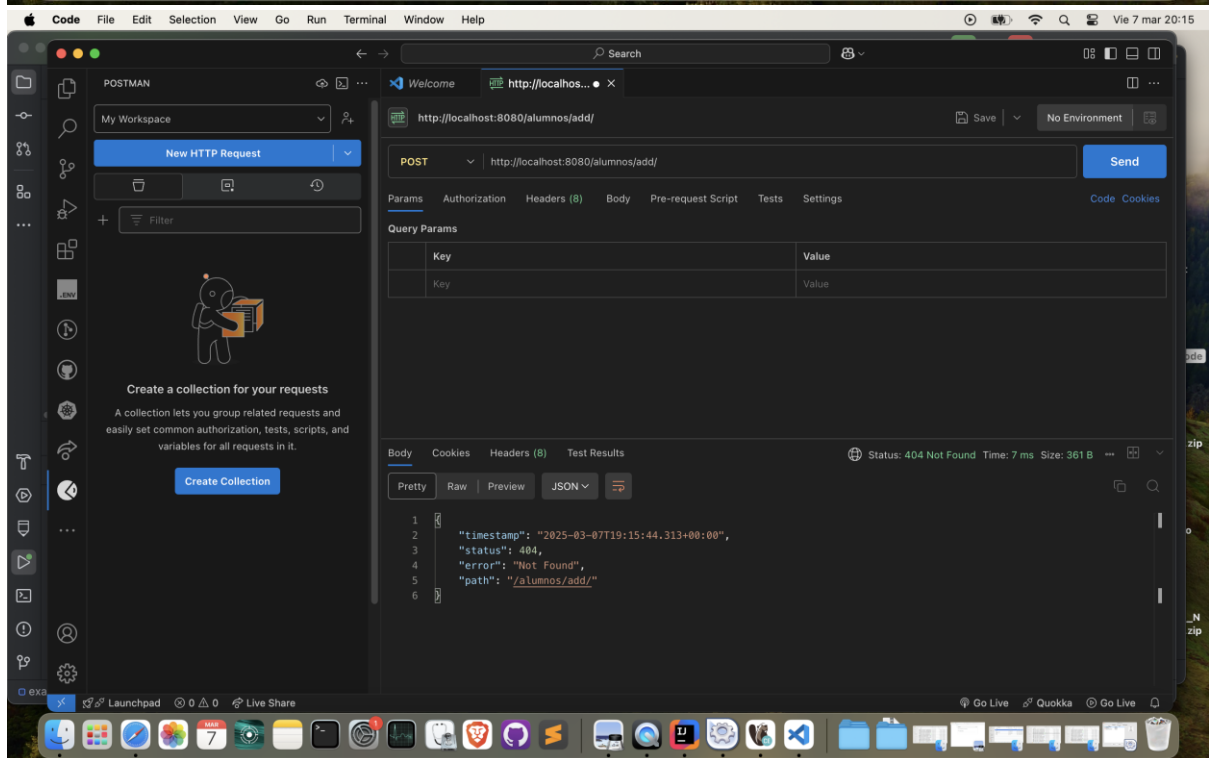 Code File Edit Selection View Go Run Terminal Window Help Vie 7 mar 20:15
Search
POSTMAN
Welcome http://localhos...
My Workspace
http://localhost:8080/alumnos/add/ Save No Environment
New HTTP Request
POST http://localhost:8080/alumnos/add/ Send
Params Authorization Headers (8) Body Pre-request Script Tests Settings Code Cookies
Filter
Query Params
Key Value
Key Value
.ENV
Create a collection for your requests
A collection lets you group related requests and
easily set common authorization, tests, scripts, and
variables for all requests in it.
Create Collection
Body Cookies Headers (8) Test Results Status: 404 Not Found Time: 7 ms Size: 361 B
Pretty Raw Preview JSON
1 {
2 "timestamp": "2025-03-07T19:15:44.313+00:00",
3 "status": 404,
4 "error": "Not Found",
5 "path": "/alumnos/add/"
6 }
zip
_N
zip
exa
Launchpad 0 0 Live Share Go Live Quokka Go Live
MAR
7
1